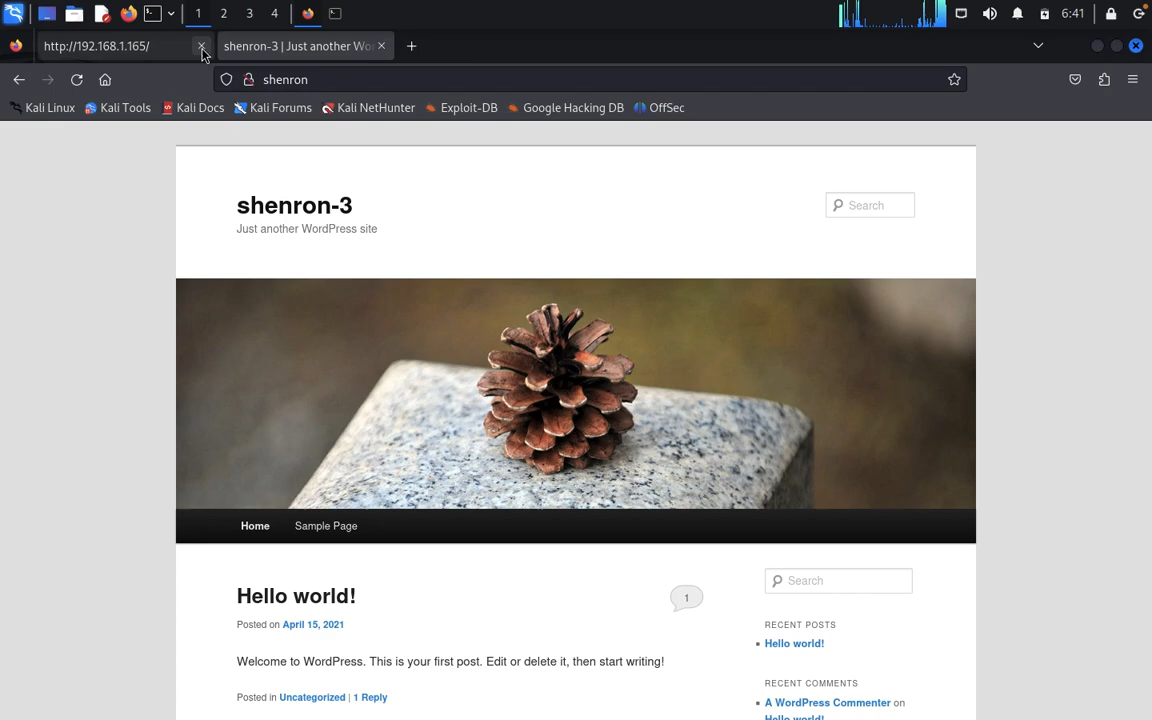 1 2 3 4 6:41
http://192.168.1.165/ shenron-3 | Just another Wor
shenron
Kali Linux Kali Tools Kali Docs Kali Forums Kali NetHunter Exploit-DB Google Hacking DB OffSec
shenron-3
Search
Just another WordPress site
Home Sample Page
Search
Hello world!
1
Posted on April 15, 2021
RECENT POSTS
Hello world!
Welcome to WordPress. This is your first post. Edit or delete it, then start writing!
RECENT COMMENTS
Posted in Uncategorized | 1 Reply
A WordPress Commenter on
Hello world!